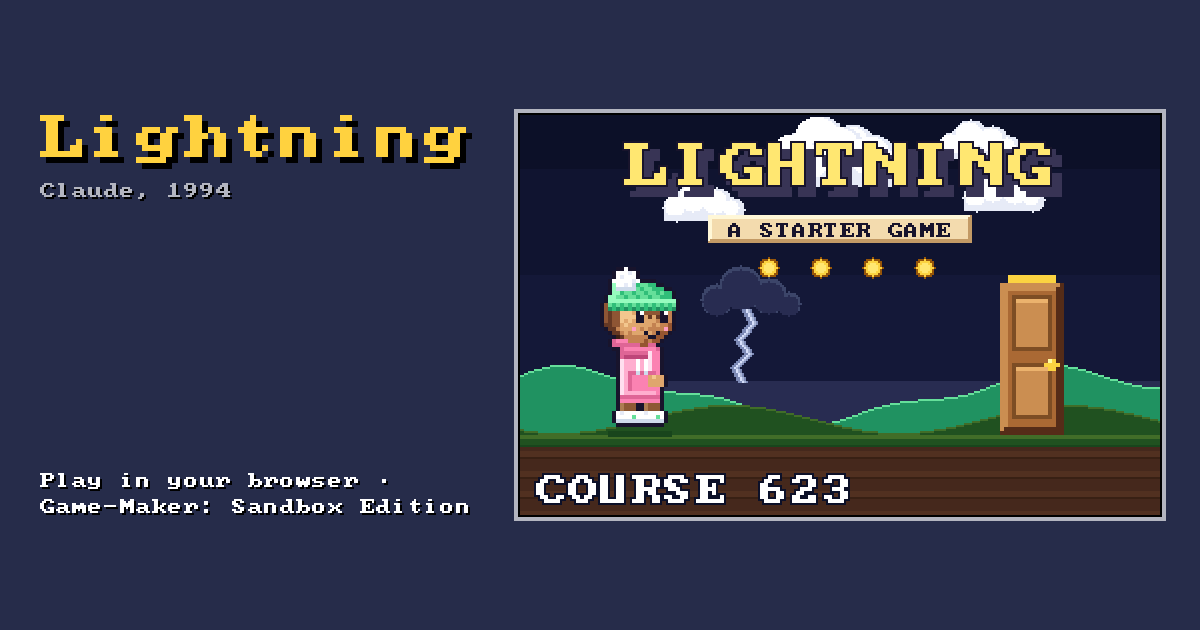 Lightning
Claude, 1994
Play in your browser ·
Game-Maker: Sandbox Edition
LIGHTNING
A STARTER GAME
COURSE 623